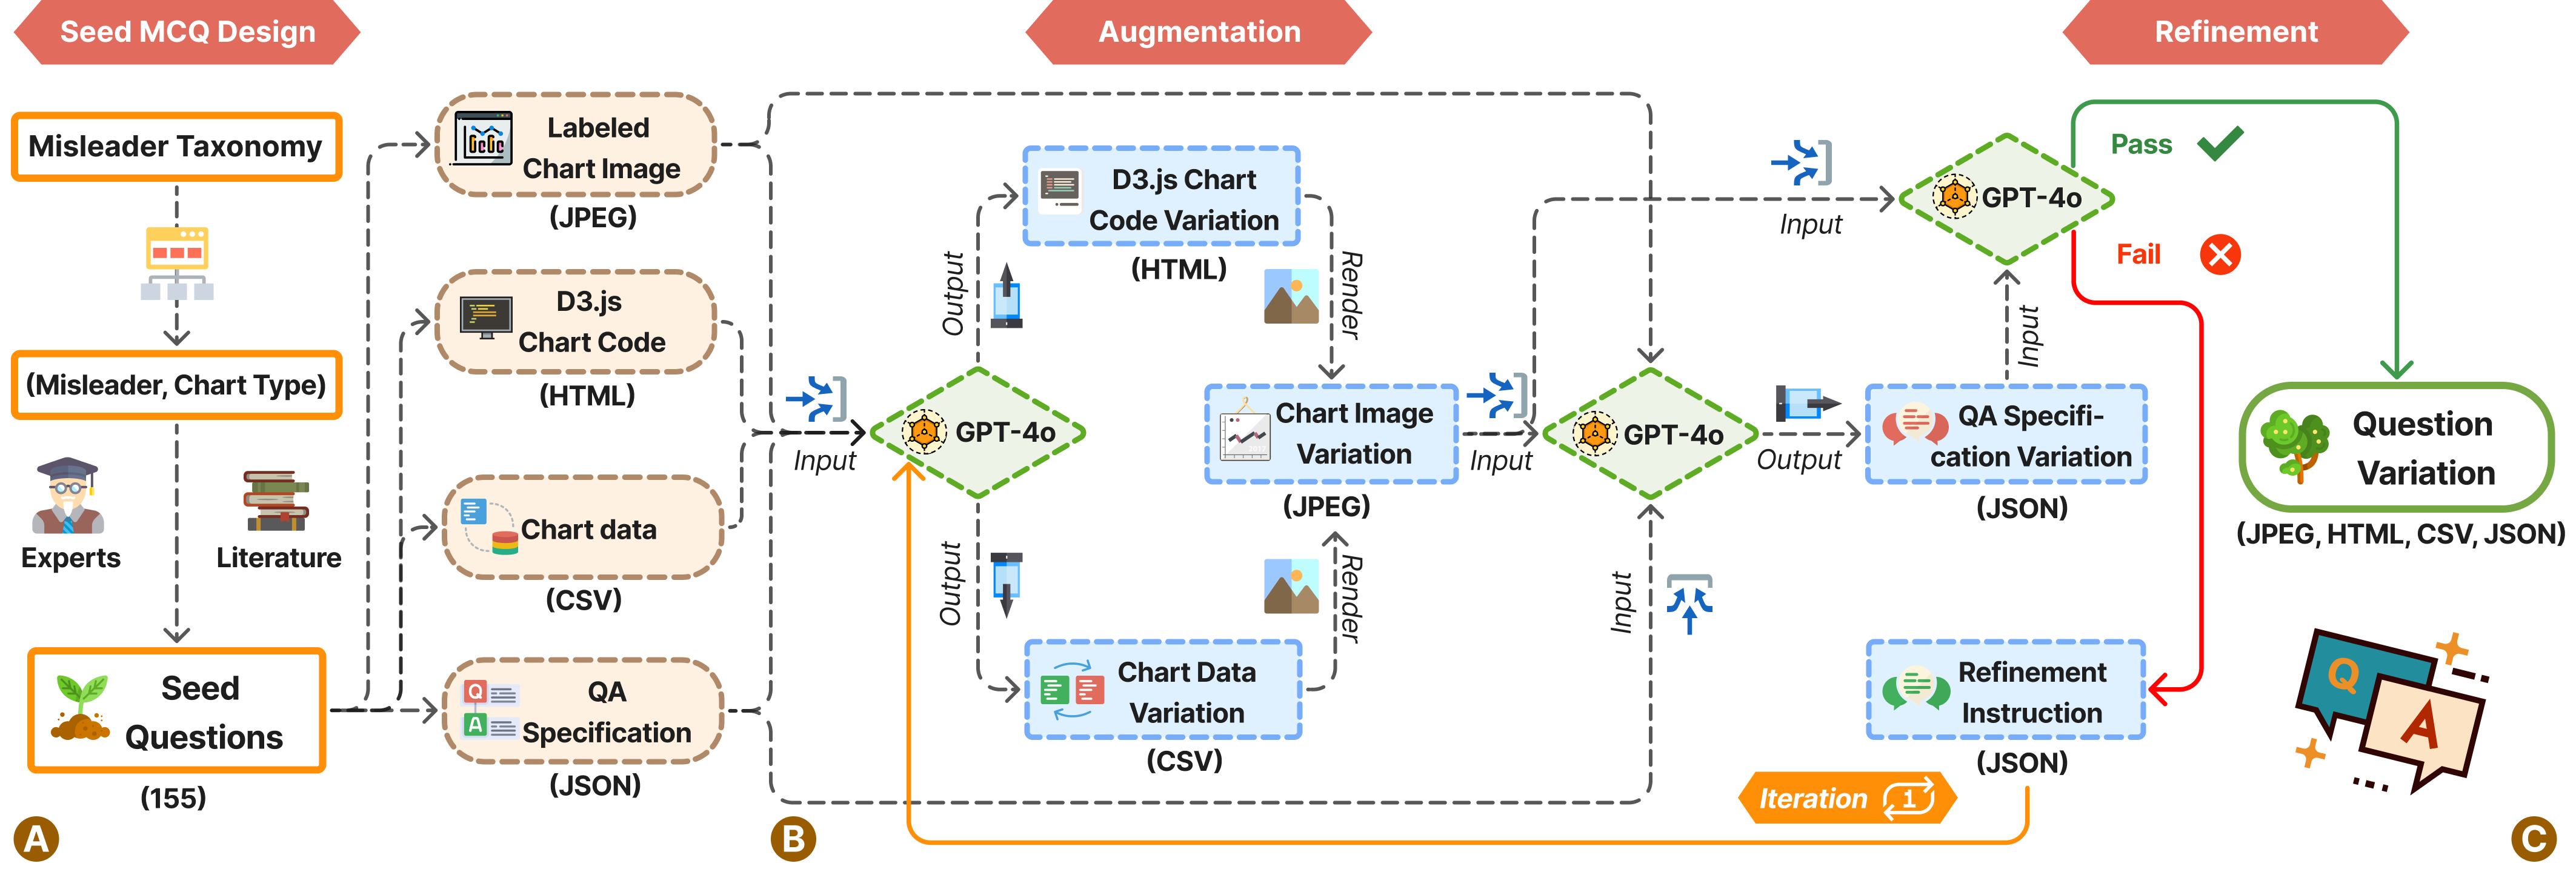 Seed MCQ Design
Augmentation
Refinement
Misleader Taxonomy
(Misleader, Chart Type)
Experts
Literature
Seed
Questions
(155)
A
Labeled
Chart Image
(JPEG)
D3.js
Chart Code
(HTML)
Chart data
(CSV)
Q
A
QA
Specification
(JSON)
B
Input
GPT-4o
Output
D3.js Chart
Code Variation
(HTML)
Render
Chart Image
Variation
(JPEG)
Output
Chart Data
Variation
(CSV)
Render
Input
GPT-4o
Input
Output
QA Specifi-
cation Variation
(JSON)
Input
Input
GPT-4o
Pass
Fail
Question
Variation
(JPEG, HTML, CSV, JSON)
Refinement
Instruction
(JSON)
Iteration 1
Q
A
C